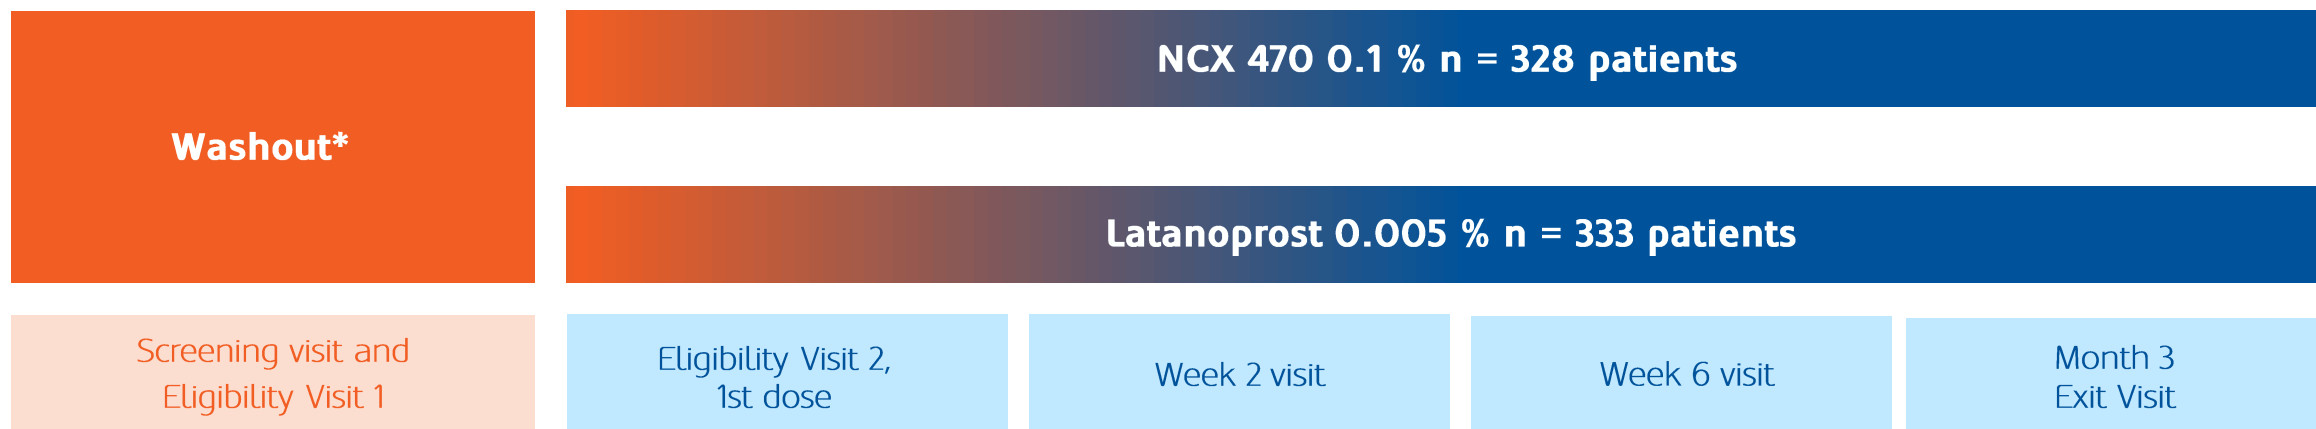 Washout*
NCX 470 0.1 % n = 328 patients
Latanoprost 0.005 % n = 333 patients
Screening visit and
Eligibility Visit 1
Eligibility Visit 2,
1st dose
Week 2 visit
Week 6 visit
Month 3
Exit Visit